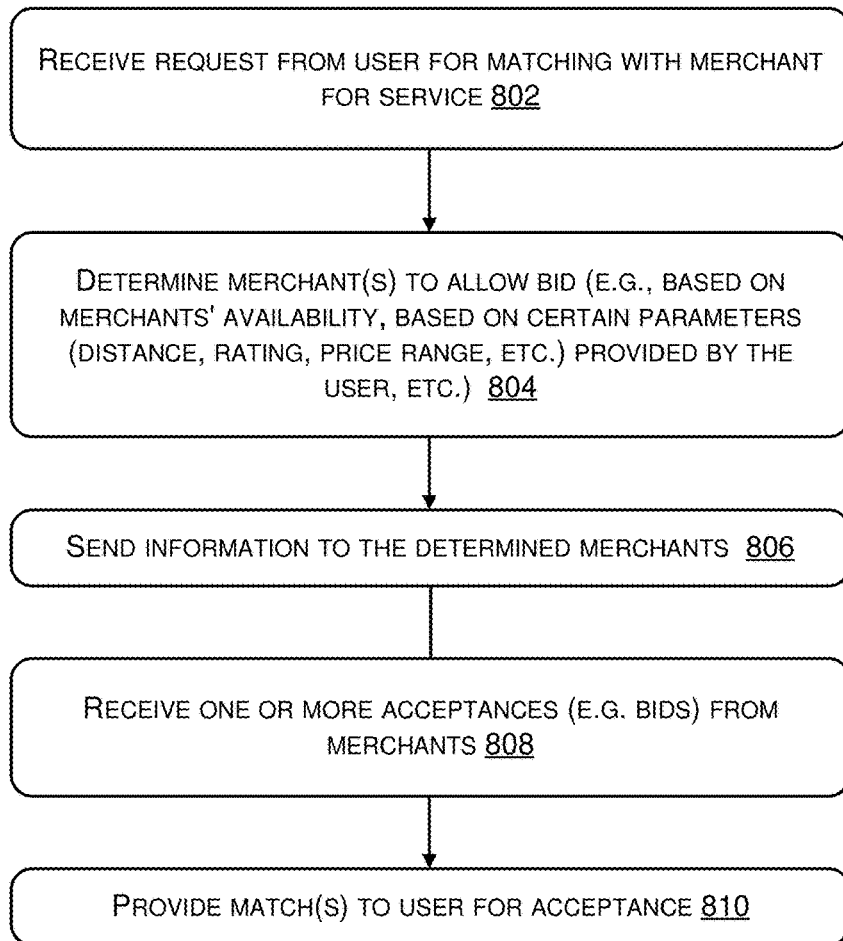 RECEIVE REQUEST FROM USER FOR MATCHING WITH MERCHANT
FOR SERVICE 802
DETERMINE MERCHANT(S) TO ALLOW BID (E.G., BASED ON
MERCHANTS' AVAILABILITY, BASED ON CERTAIN PARAMETERS
(DISTANCE, RATING, PRICE RANGE, ETC.) PROVIDED BY THE
USER, ETC.) 804
SEND INFORMATION TO THE DETERMINED MERCHANTS 806
RECEIVE ONE OR MORE ACCEPTANCES (E.G. BIDS) FROM
MERCHANTS 808
PROVIDE MATCH(S) TO USER FOR ACCEPTANCE 810